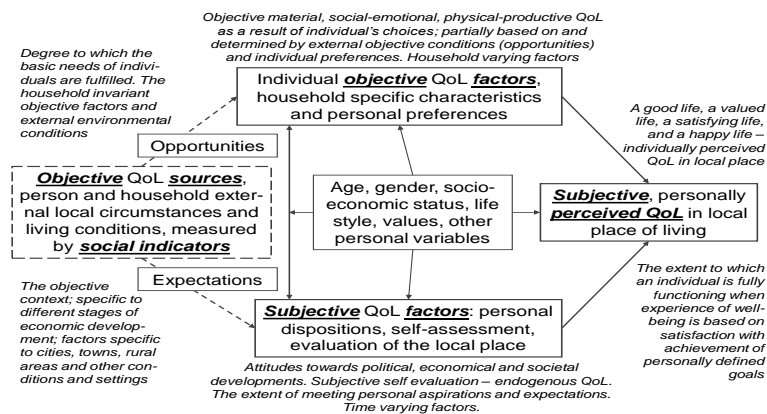 Objective material, social-emotional, physical-productive QoL
as a result of individual's choices; partially based on and
determined by external objective conditions (opportunities)
and individual preferences. Household varying factors
Degree to which the
basic needs of indivi-
duals are fulfilled. The
household invariant
objective factors and
external environmental
conditions
Individual objective QoL factors,
household specific characteristics
and personal preferences
A good life, a valued
life, a satisfying life,
and a happy life –
individually perceived
QoL in local place
Opportunities
Objective QoL sources,
person and household exter-
nal local circumstances and
living conditions, measured
by social indicators
Age, gender, socio-
economic status, life
style, values, other
personal variables
Subjective, personally
perceived QoL in local
place of living
Expectations
The objective
context; specific to
different stages of
economic develop-
ment; factors specific
to cities, towns, rural
areas and other con-
ditions and settings
Subjective QoL factors: personal
dispositions, self-assessment,
evaluation of the local place
The extent to which
an individual is fully
functioning when
experience of well-
being is based on
satisfaction with
achievement of
personally defined
goals
Attitudes towards political, economical and societal
developments. Subjective self evaluation – endogenous QoL.
The extent of meeting personal aspirations and expectations.
Time varying factors.